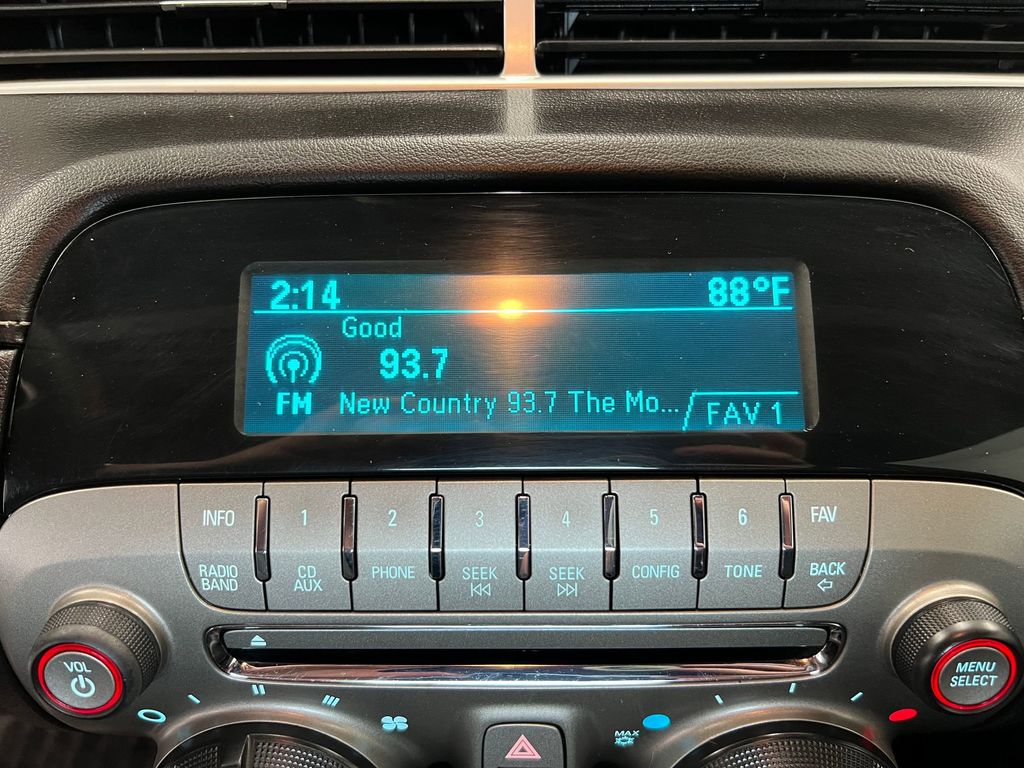 2:14 88°F
Good
93.7
FM New Country 93.7 The Mo... FAV 1
INFO 1 2 3 4 5 6 FAV
RADIO BAND CD AUX PHONE SEEK SEEK CONFIG TONE BACK
VOL
MENU SELECT
MAX